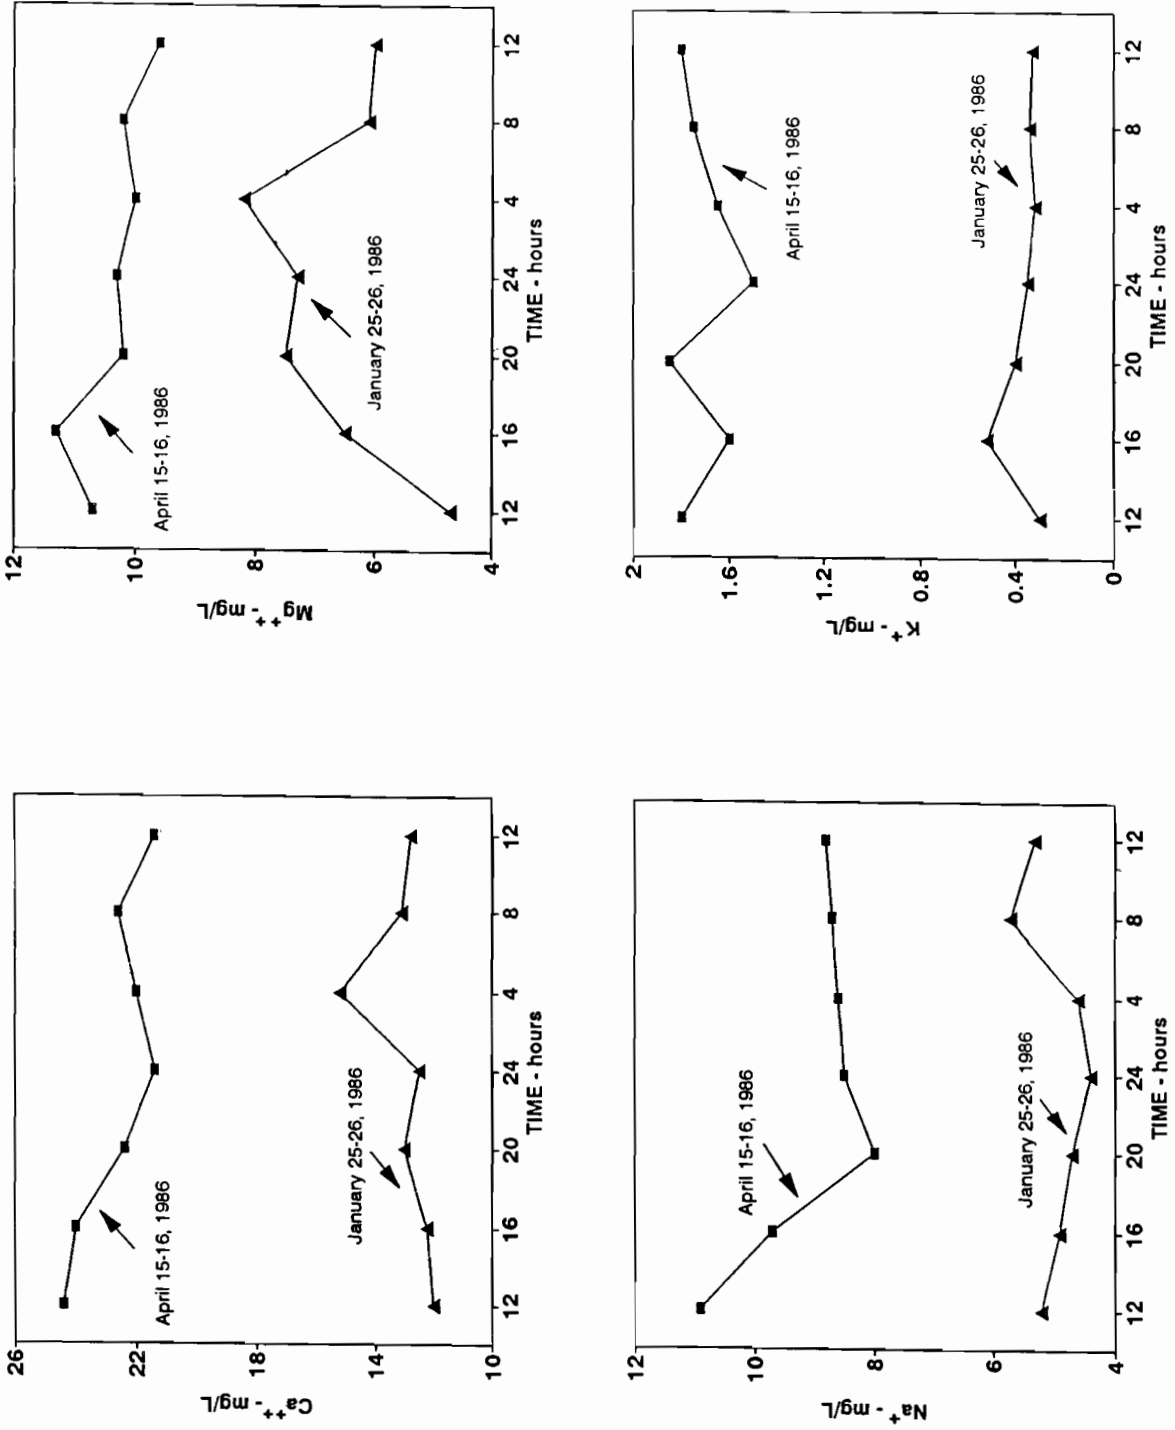 Ca++ - mg/L
26
22
18
14
10
April 15-16, 1986
January 25-26, 1986
12 16 20 24 4 8 12
TIME - hours
Mg++ - mg/L
12
10
8
6
4
April 15-16, 1986
January 25-26, 1986
12 16 20 24 4 8 12
TIME - hours
Na+ - mg/L
12
10
8
6
4
April 15-16, 1986
January 25-26, 1986
12 16 20 24 4 8 12
TIME - hours
K+ - mg/L
2
1.6
1.2
0.8
0.4
0
April 15-16, 1986
January 25-26, 1986
12 16 20 24 4 8 12
TIME - hours